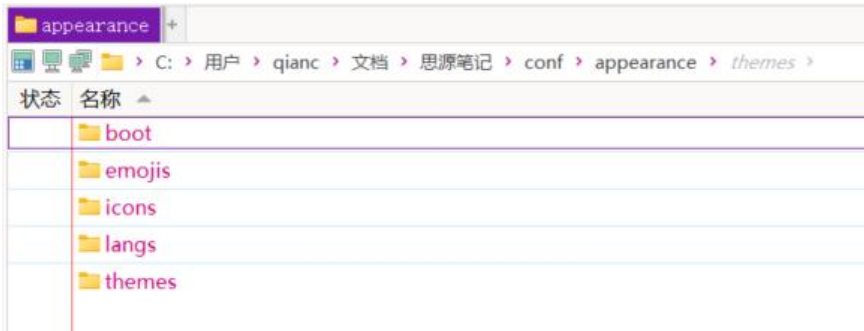 appearance +
C: 用户 qianc 文档 思源笔记 conf appearance themes
状态 名称
boot
emojis
icons
langs
themes